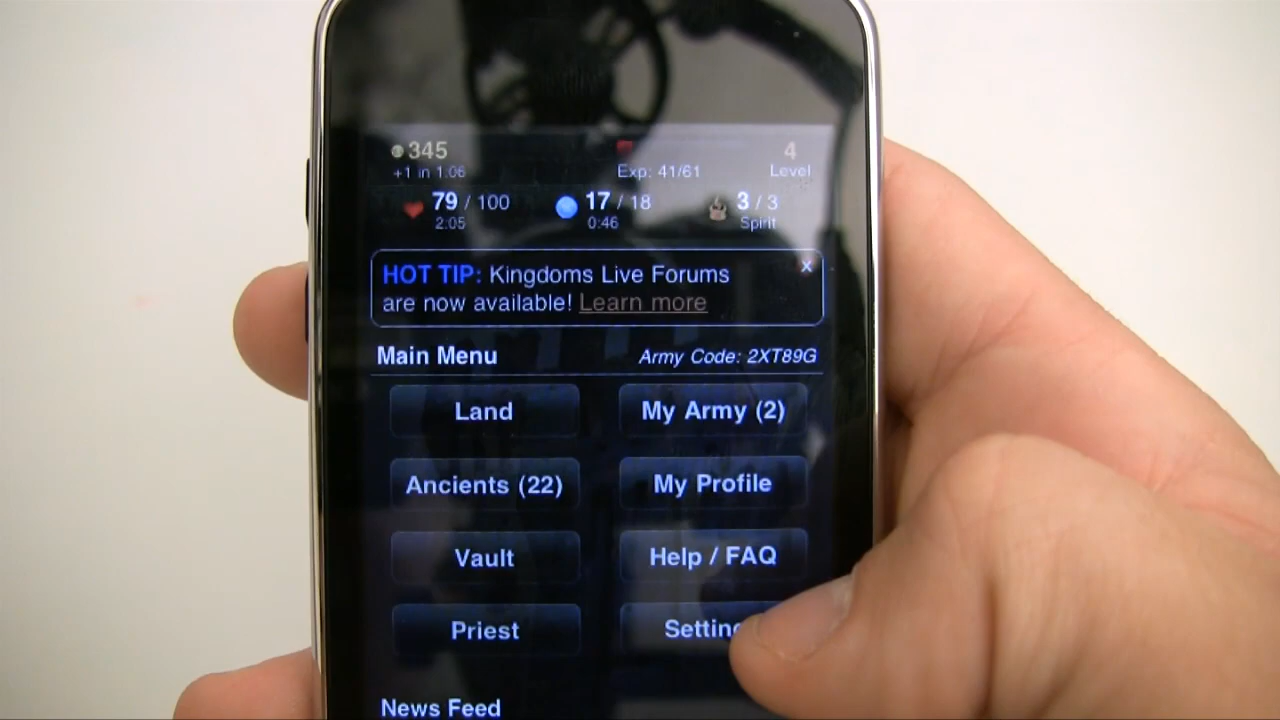 345 4
+1 in 1:06 Exp: 41/61 Level
79 / 100 17 / 18 3 / 3
2:05 0:46 Spirit
HOT TIP: Kingdoms Live Forums x
are now available! Learn more
Main Menu Army Code: 2XT89G
Land My Army (2)
Ancients (22) My Profile
Vault Help / FAQ
Priest Settin
News Feed